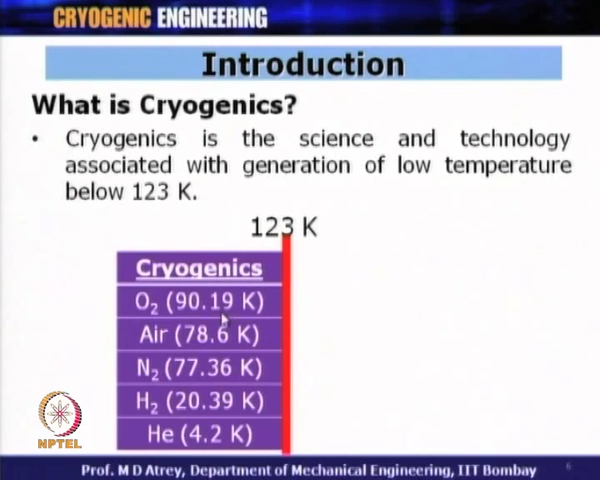 CRYOGENIC ENGINEERING
Introduction
What is Cryogenics?
• Cryogenics is the science and technology
associated with generation of low temperature
below 123 K.
123 K
Cryogenics
O₂ (90.19 K)
Air (78.6 K)
N₂ (77.36 K)
H₂ (20.39 K)
He (4.2 K)
NPTEL
Prof. M D Atrey, Department of Mechanical Engineering, IIT Bombay
6